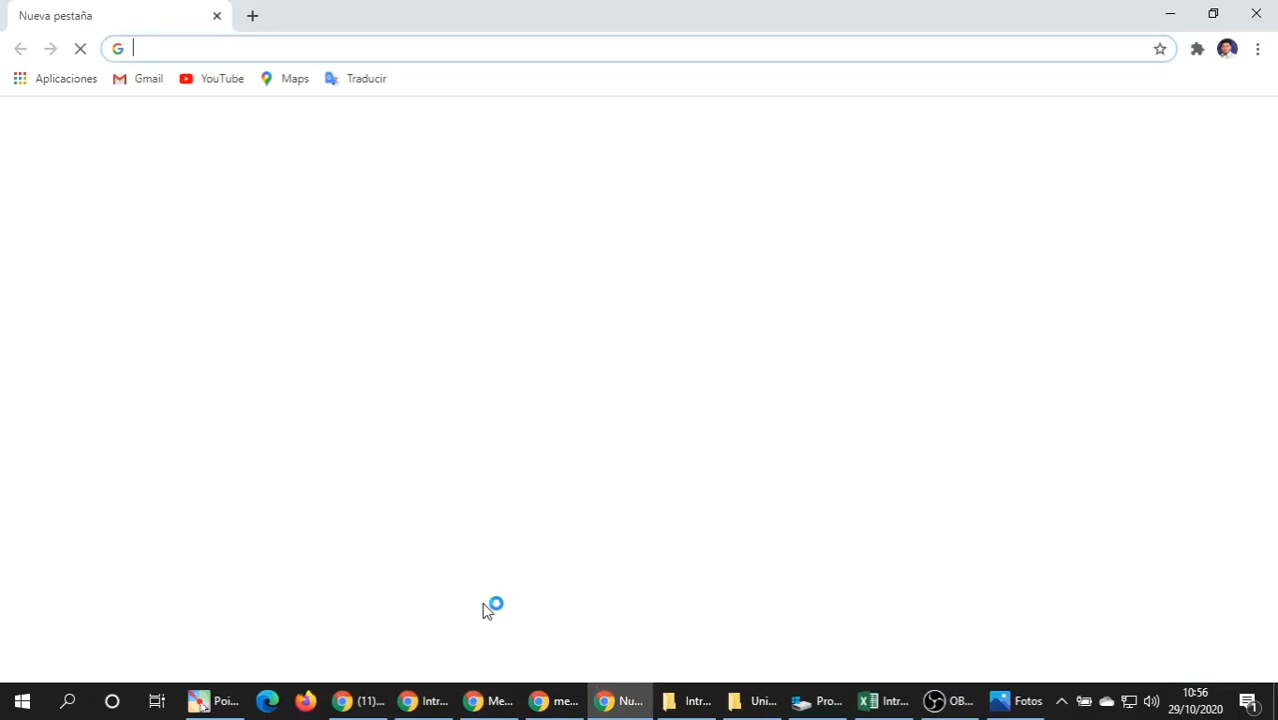 Nueva pestaña
Aplicaciones Gmail YouTube Maps Traducir
Poi... (11)... Intr... Me... me... Nu... Intr... Uni... Pro... Intr... OB... Fotos 10:56
29/10/2020 1